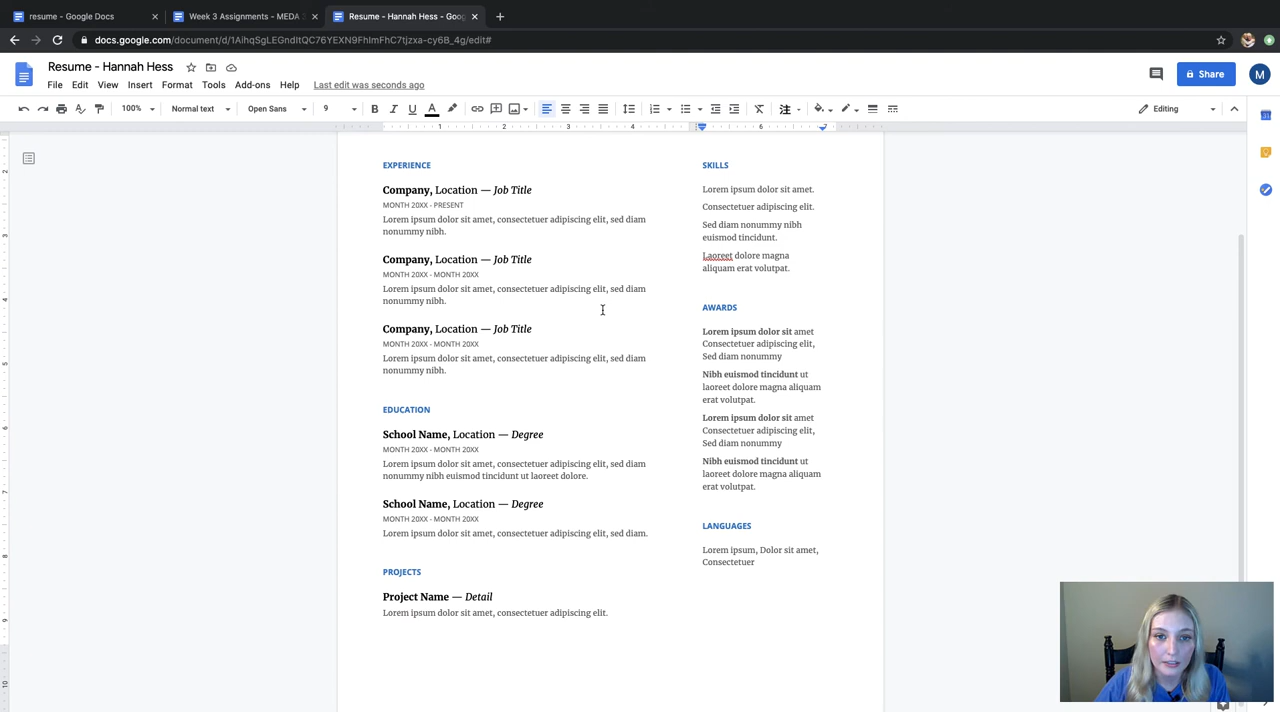 resume - Google Docs
Week 3 Assignments - MEDA
Resume - Hannah Hess - Goog
docs.google.com/document/d/1AihqSgLEGndItQC76YEXN9FhImFhC7tjzxa-cy6B_4g/edit#
Resume - Hannah Hess
File Edit View Insert Format Tools Add-ons Help Last edit was seconds ago
Share
M
100% Normal text Open Sans 9 Editing
1 2 3 4 6 7
EXPERIENCE
Company, Location — Job Title
MONTH 20XX - PRESENT
Lorem ipsum dolor sit amet, consectetuer adipiscing elit, sed diam
nonummy nibh.
Company, Location — Job Title
MONTH 20XX - MONTH 20XX
Lorem ipsum dolor sit amet, consectetuer adipiscing elit, sed diam
nonummy nibh.
Company, Location — Job Title
MONTH 20XX - MONTH 20XX
Lorem ipsum dolor sit amet, consectetuer adipiscing elit, sed diam
nonummy nibh.
EDUCATION
School Name, Location — Degree
MONTH 20XX - MONTH 20XX
Lorem ipsum dolor sit amet, consectetuer adipiscing elit, sed diam
nonummy nibh euismod tincidunt ut laoreet dolore.
School Name, Location — Degree
MONTH 20XX - MONTH 20XX
Lorem ipsum dolor sit amet, consectetuer adipiscing elit, sed diam.
PROJECTS
Project Name — Detail
Lorem ipsum dolor sit amet, consectetuer adipiscing elit.
SKILLS
Lorem ipsum dolor sit amet.
Consectetuer adipiscing elit.
Sed diam nonummy nibh
euismod tincidunt.
Laoreet dolore magna
aliquam erat volutpat.
AWARDS
Lorem ipsum dolor sit amet
Consectetuer adipiscing elit,
Sed diam nonummy
Nibh euismod tincidunt ut
laoreet dolore magna aliquam
erat volutpat.
Lorem ipsum dolor sit amet
Consectetuer adipiscing elit,
Sed diam nonummy
Nibh euismod tincidunt ut
laoreet dolore magna aliquam
erat volutpat.
LANGUAGES
Lorem ipsum, Dolor sit amet,
Consectetuer